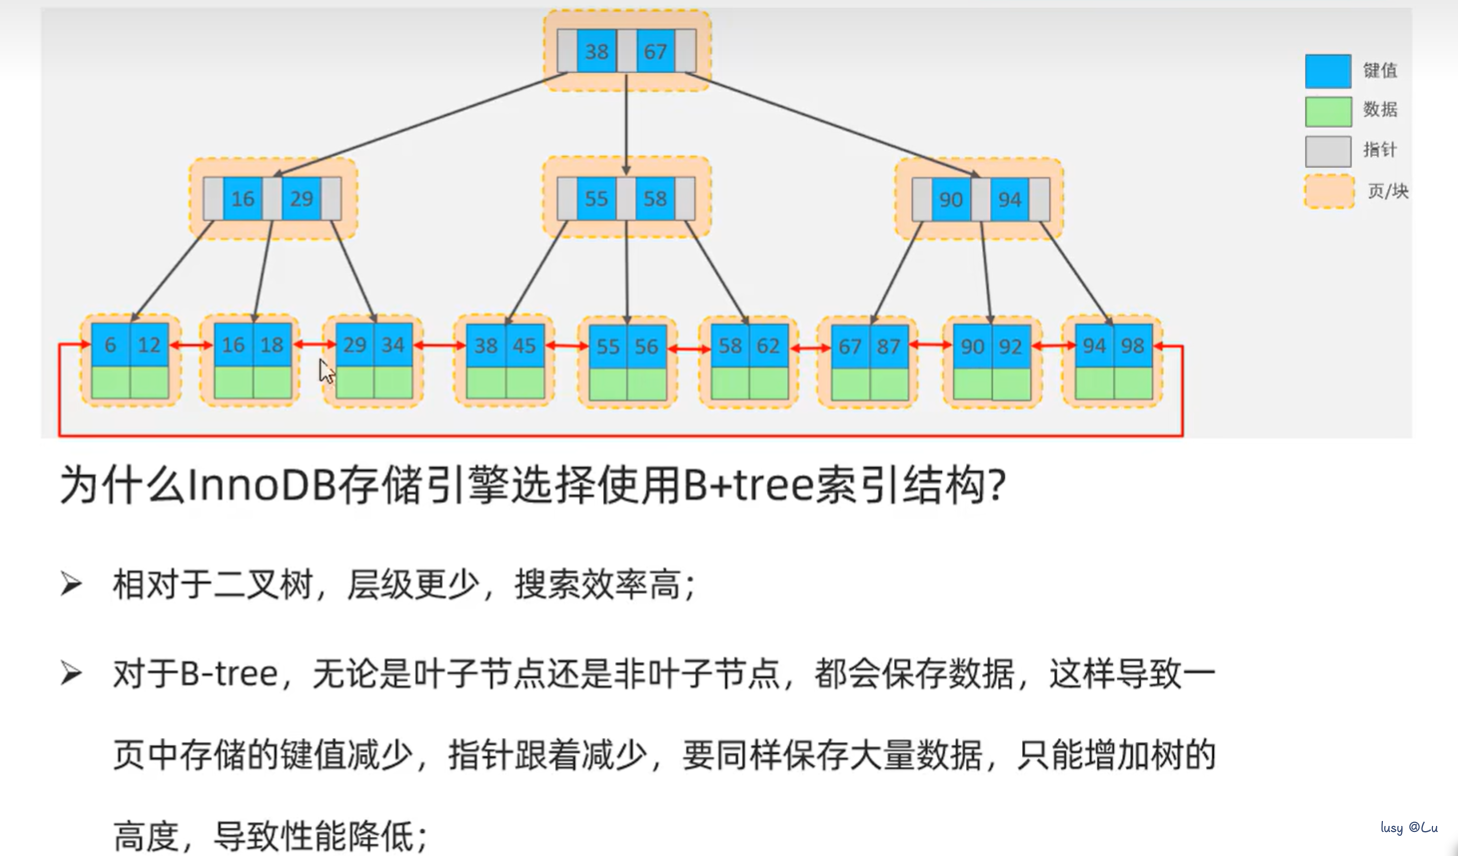 38 67
键值
数据
指针
页/块
16 29 55 58 90 94
6 12 16 18 29 34 38 45 55 56 58 62 67 87 90 92 94 98
为什么InnoDB存储引擎选择使用B+tree索引结构?
➢ 相对于二叉树，层级更少，搜索效率高；
➢ 对于B-tree，无论是叶子节点还是非叶子节点，都会保存数据，这样导致一
页中存储的键值减少，指针跟着减少，要同样保存大量数据，只能增加树的
高度，导致性能降低；
lusy @Lu